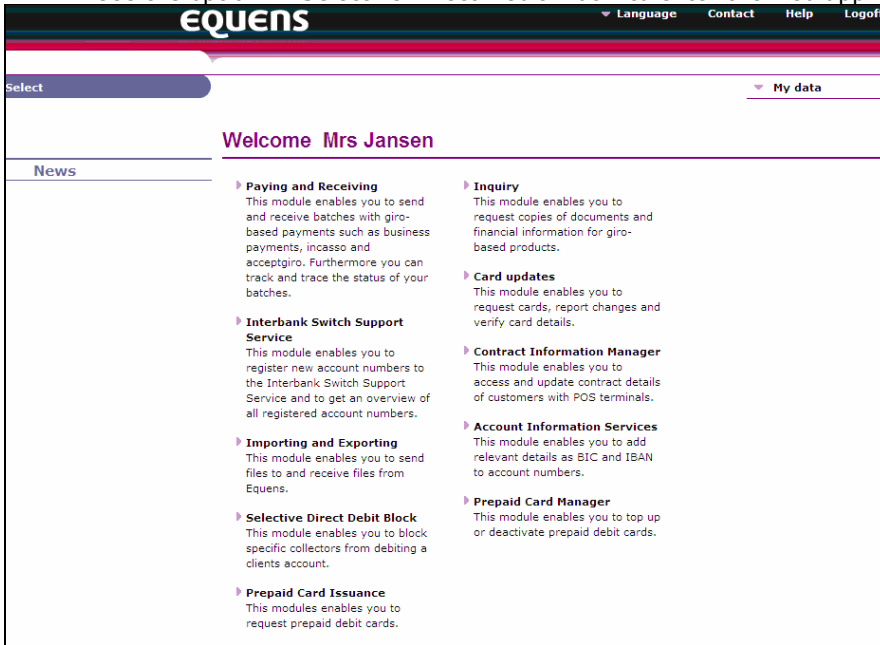 EQUENS
Language Contact Help Logoff
Select
My data
Welcome Mrs Jansen
News
Paying and Receiving
This module enables you to send
and receive batches with giro-
based payments such as business
payments, incasso and
acceptgiro. Furthermore you can
track and trace the status of your
batches.
Interbank Switch Support
Service
This module enables you to
register new account numbers to
the Interbank Switch Support
Service and to get an overview of
all registered account numbers.
Importing and Exporting
This module enables you to send
files to and receive files from
Equens.
Selective Direct Debit Block
This module enables you to block
specific collectors from debiting a
clients account.
Prepaid Card Issuance
This modules enables you to
request prepaid debit cards.
Inquiry
This module enables you to
request copies of documents and
financial information for giro-
based products.
Card updates
This module enables you to
request cards, report changes and
verify card details.
Contract Information Manager
This module enables you to
access and update contract details
of customers with POS terminals.
Account Information Services
This module enables you to add
relevant details as BIC and IBAN
to account numbers.
Prepaid Card Manager
This module enables you to top up
or deactivate prepaid debit cards.